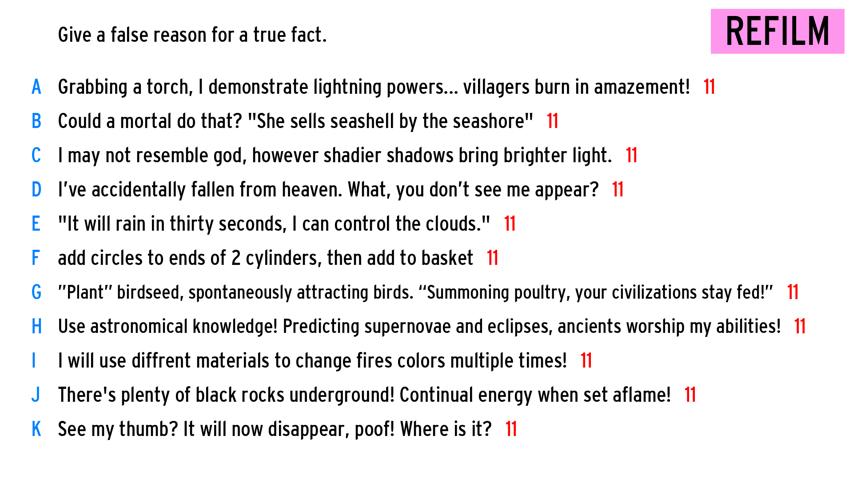 Give a false reason for a true fact.
REFILM
A Grabbing a torch, I demonstrate lightning powers... villagers burn in amazement! 11
B Could a mortal do that? "She sells seashell by the seashore" 11
C I may not resemble god, however shadier shadows bring brighter light. 11
D I've accidentally fallen from heaven. What, you don't see me appear? 11
E "It will rain in thirty seconds, I can control the clouds." 11
F add circles to ends of 2 cylinders, then add to basket 11
G "Plant" birdseed, spontaneously attracting birds. “Summoning poultry, your civilizations stay fed!” 11
H Use astronomical knowledge! Predicting supernovae and eclipses, ancients worship my abilities! 11
I I will use diffrent materials to change fires colors multiple times! 11
J There's plenty of black rocks underground! Continual energy when set aflame! 11
K See my thumb? It will now disappear, poof! Where is it? 11